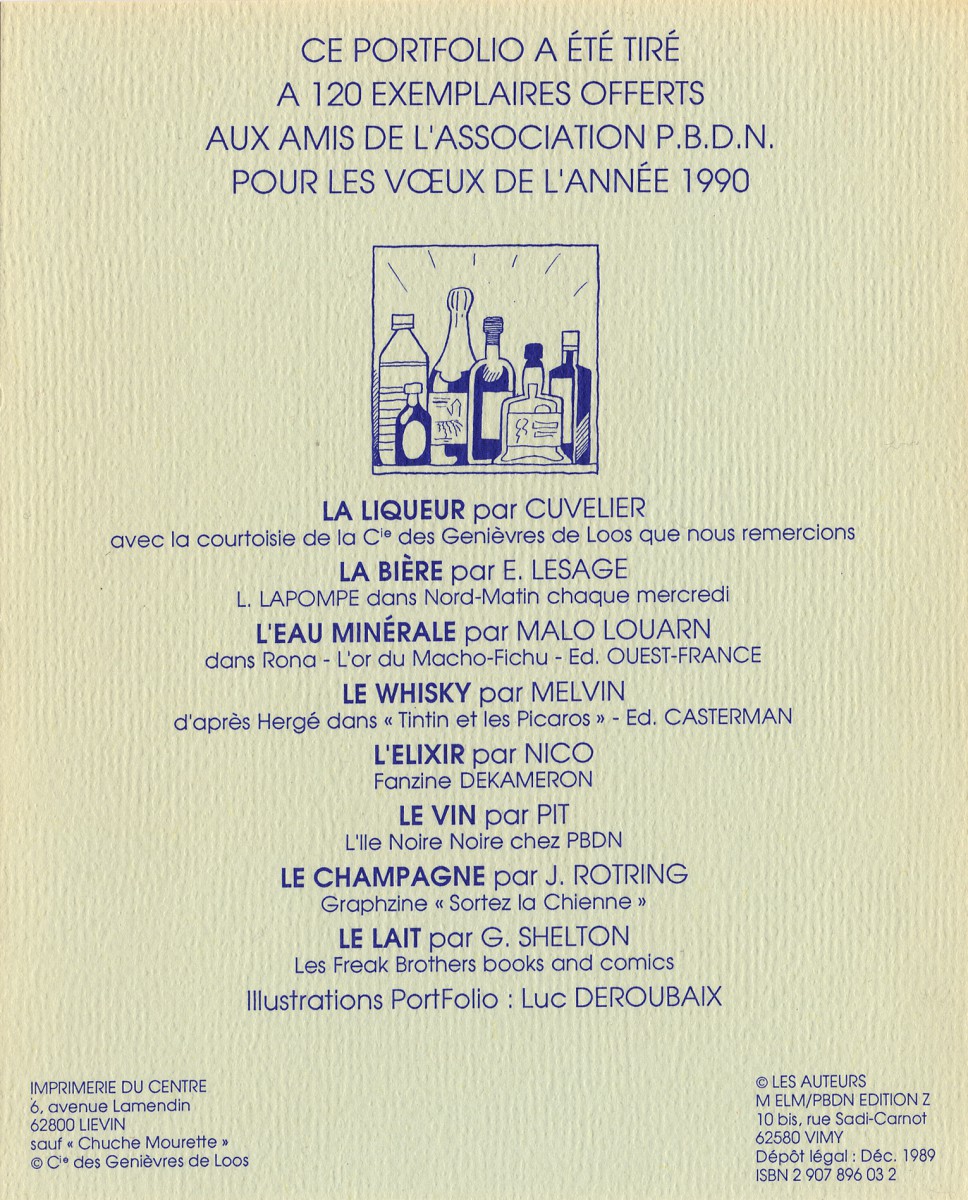 CE PORTFOLIO A ÉTÉ TIRÉ
A 120 EXEMPLAIRES OFFERTS
AUX AMIS DE L'ASSOCIATION P.B.D.N.
POUR LES VŒUX DE L'ANNÉE 1990
LA LIQUEUR par CUVELIER
avec la courtoisie de la Cie des Genièvres de Loos que nous remercions
LA BIÈRE par E. LESAGE
L. LAPOMPE dans Nord-Matin chaque mercredi
L'EAU MINÉRALE par MALO LOUARN
dans Rona - L'or du Macho-Fichu - Ed. OUEST-FRANCE
LE WHISKY par MELVIN
d'après Hergé dans « Tintin et les Picaros » - Ed. CASTERMAN
L'ELIXIR par NICO
Fanzine DEKAMERON
LE VIN par PIT
L'Ile Noire Noire chez PBDN
LE CHAMPAGNE par J. ROTRING
Graphzine « Sortez la Chienne »
LE LAIT par G. SHELTON
Les Freak Brothers books and comics
Illustrations PortFolio : Luc DEROUBAIX
IMPRIMERIE DU CENTRE
6, avenue Lamendin
62800 LIEVIN
sauf « Chuche Mourette »
© Cie des Genièvres de Loos
© LES AUTEURS
M ELM/PBDN EDITION Z
10 bis, rue Sadi-Carnot
62580 VIMY
Dépôt légal : Déc. 1989
ISBN 2 907 896 03 2